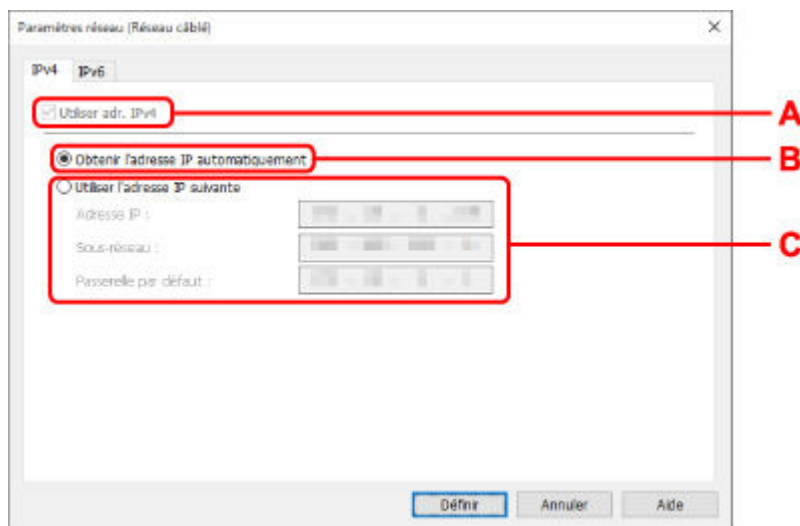 Paramètres réseau (Réseau câblé)
IPv4 IPv6
Utiliser adr. IPv4
A
Obtenir l'adresse IP automatiquement
B
Utiliser l'adresse IP suivante
Adresse IP :
Sous-réseau :
C
Passerelle par défaut :
Définir Annuler Aide